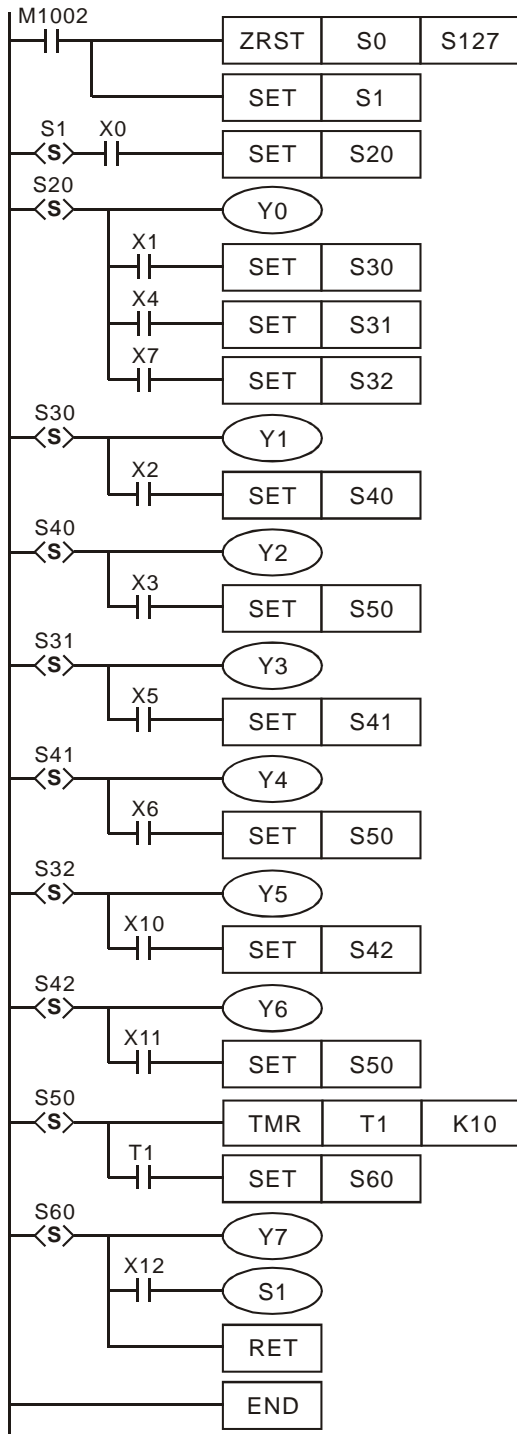 M1002
ZRST S0 S127
SET S1
S1 X0
S SET S20
S20
S Y0
X1
SET S30
X4
SET S31
X7
SET S32
S30
S Y1
X2
SET S40
S40
S Y2
X3
SET S50
S31
S Y3
X5
SET S41
S41
S Y4
X6
SET S50
S32
S Y5
X10
SET S42
S42
S Y6
X11
SET S50
S50
S TMR T1 K10
T1
SET S60
S60
S Y7
X12
S1
RET
END